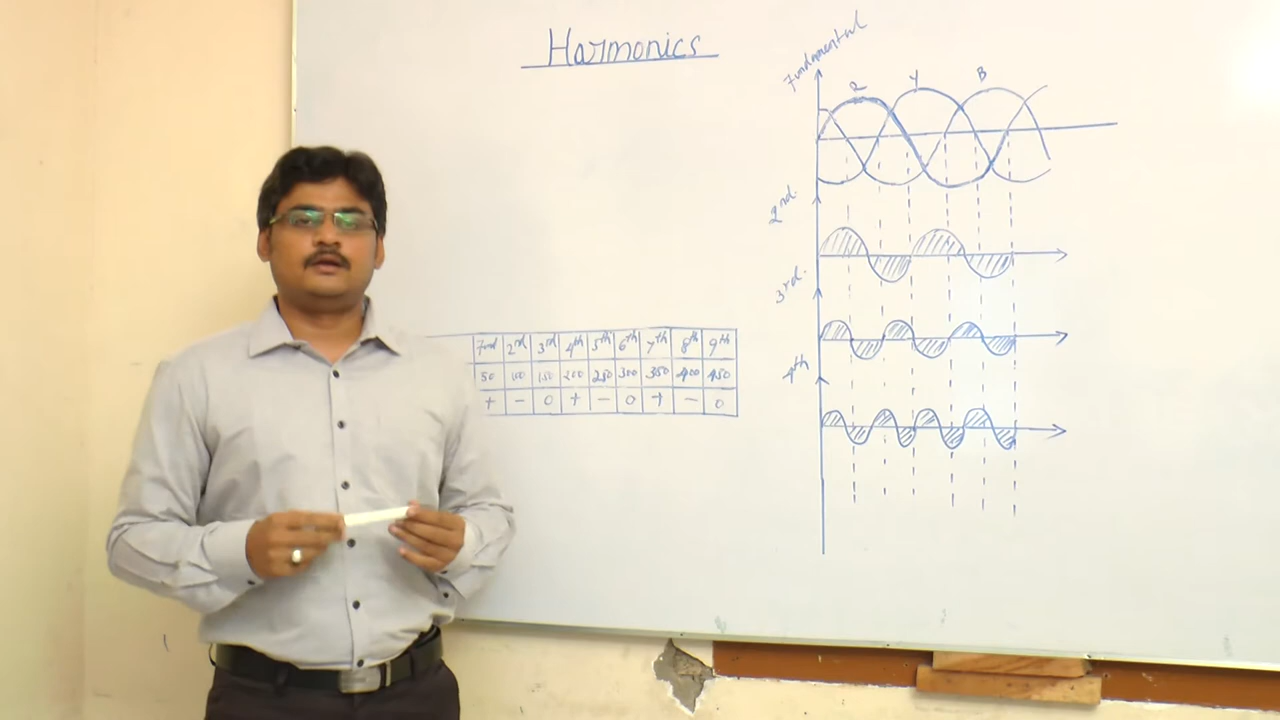 Harmonics
Fundamental
R Y B
2nd.
3rd.
4th
Fund 2nd 3rd 4th 5th 6th 7th 8th 9th
50 100 150 200 250 300 350 400 450
+ - 0 + - 0 + - 0